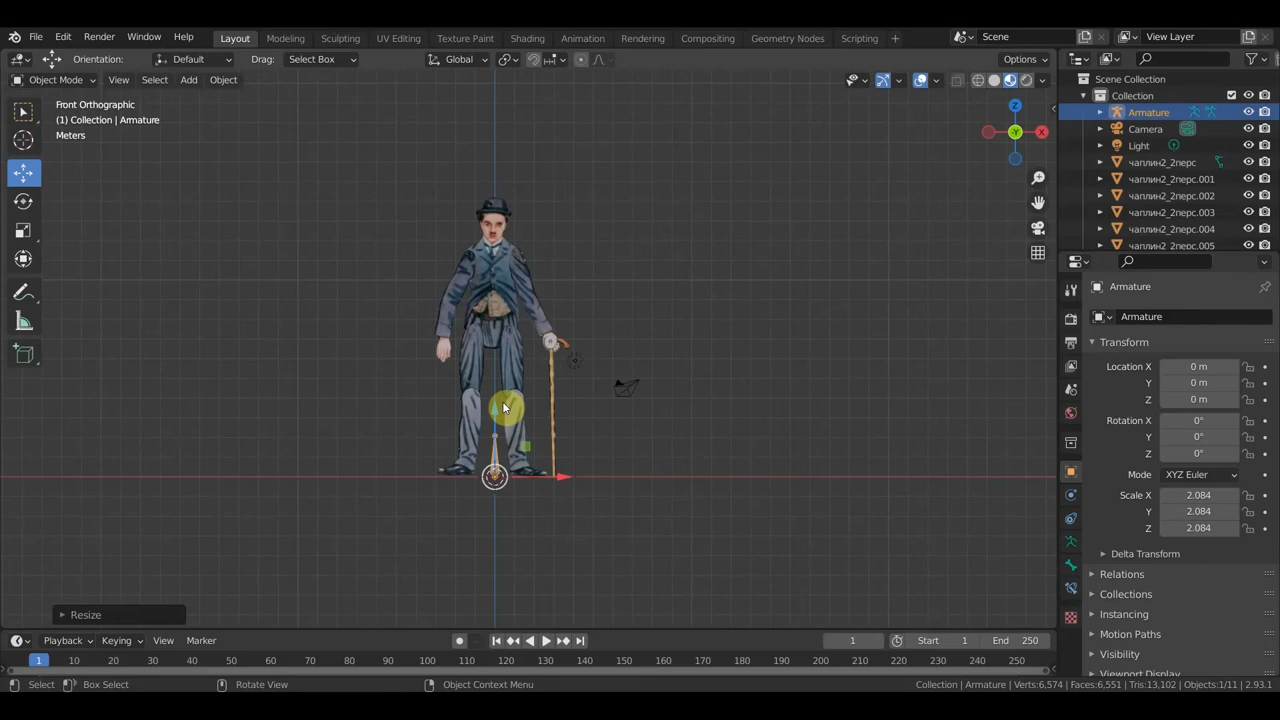 File Edit Render Window Help Layout Modeling Sculpting UV Editing Texture Paint Shading Animation Rendering Compositing Geometry Nodes Scripting + Scene View Layer
Orientation: Default Drag: Select Box Global Options
Object Mode View Select Add Object
Front Orthographic
(1) Collection | Armature
Meters
Z
Y
X
Scene Collection
Collection
Armature
Camera
Light
чаплин2_2перс
чаплин2_2перс.001
чаплин2_2перс.002
чаплин2_2перс.003
чаплин2_2перс.004
чаплин2_2перс.005
Armature
Armature
Transform
Location X 0 m
Y 0 m
Z 0 m
Rotation X 0°
Y 0°
Z 0°
Mode XYZ Euler
Scale X 2.084
Y 2.084
Z 2.084
Delta Transform
Relations
Collections
Instancing
Motion Paths
Visibility
Viewport Display
Resize
Playback Keying View Marker 1 Start 1 End 250
1 10 20 30 40 50 60 70 80 90 100 110 120 130 140 150 160 170 180 190 200 210 220 230 240 250
Select Box Select Rotate View Object Context Menu Collection | Armature | Verts:6,574 | Faces:6,551 | Tris:13,102 | Objects:1/11 | 2.93.1